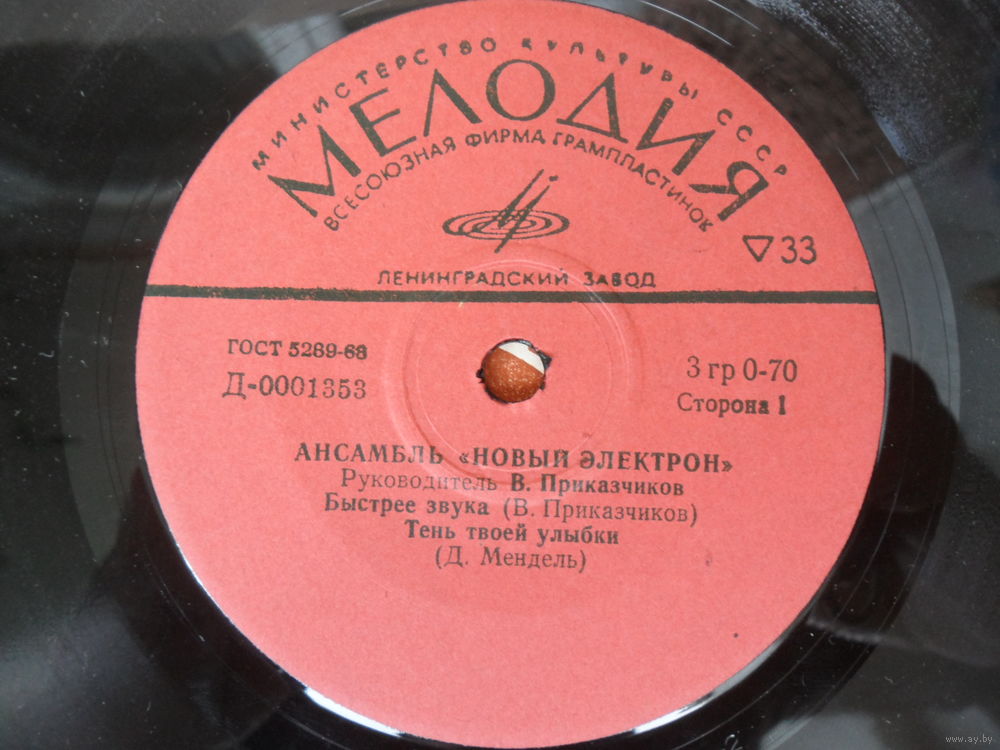 МИНИСТЕРСТВО КУЛЬТУРЫ СССР
МЕЛОДИЯ
ВСЕСОЮЗНАЯ ФИРМА ГРАМПЛАСТИНОК
▽ 33
ЛЕНИНГРАДСКИЙ ЗАВОД
ГОСТ 5289-68
Д-0001353
3 гр 0-70
Сторона 1
АНСАМБЛЬ «НОВЫЙ ЭЛЕКТРОН»
Руководитель В. Приказчиков
Быстрее звука (В. Приказчиков)
Тень твоей улыбки
(Д. Мендель)
www.ay.by